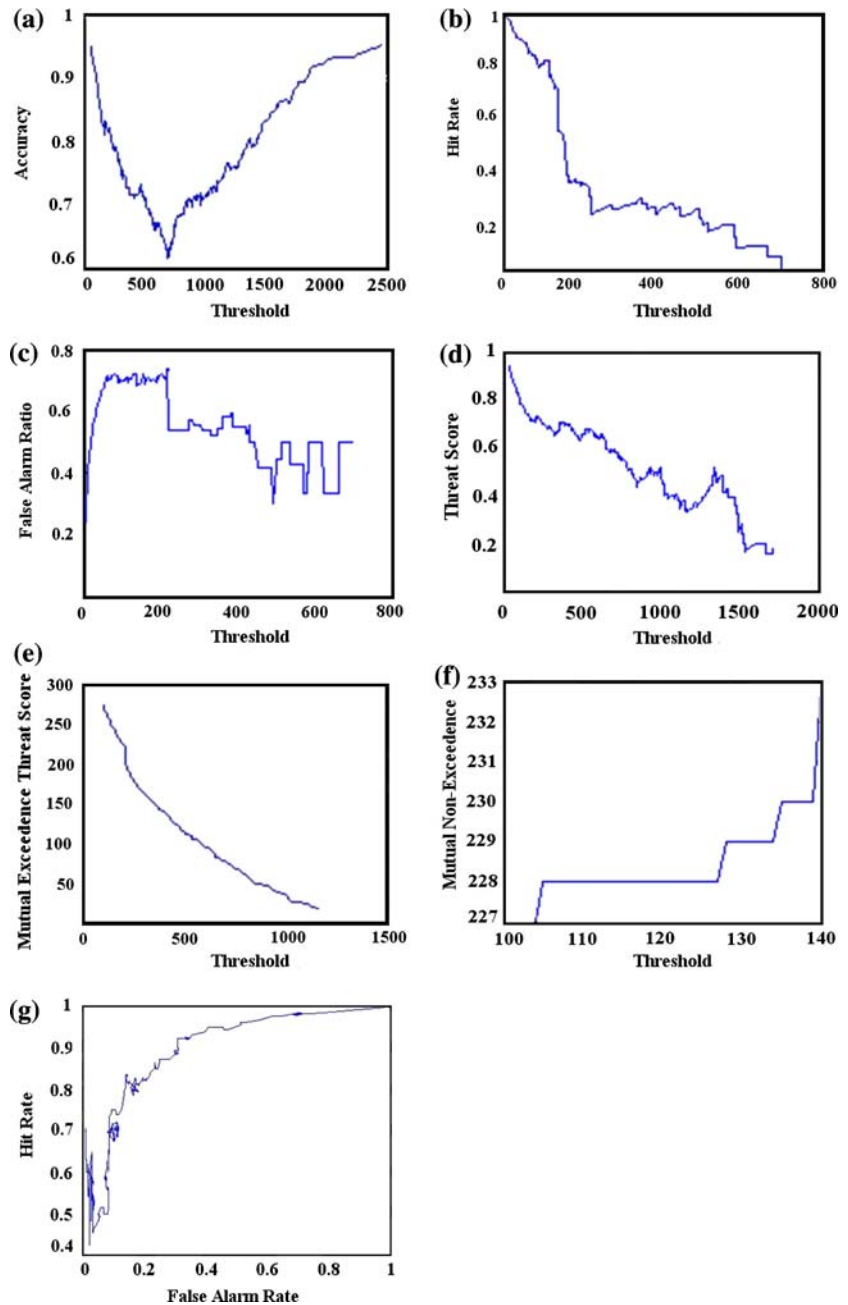 (a)
1
0.9
0.8
0.7
0.6
Accuracy
0 500 1000 1500 2000 2500
Threshold
(b)
1
0.8
0.6
0.4
0.2
Hit Rate
0 200 400 600 800
Threshold
(c)
0.8
0.6
0.4
0.2
False Alarm Ratio
0 200 400 600 800
Threshold
(d)
1
0.8
0.6
0.4
0.2
Threat Score
0 500 1000 1500 2000
Threshold
(e)
300
250
200
150
100
50
Mutual Exceedence Threat Score
0 500 1000 1500
Threshold
(f)
233
232
231
230
229
228
227
Mutual Non-Exceedence
100 110 120 130 140
Threshold
(g)
1
0.9
0.8
0.7
0.6
0.5
0.4
Hit Rate
0 0.2 0.4 0.6 0.8 1
False Alarm Rate